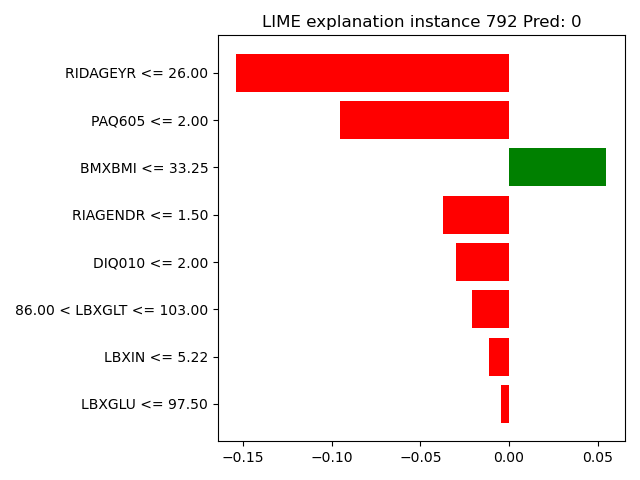 LIME explanation instance 792 Pred: 0
RIDAGEYR <= 26.00
PAQ605 <= 2.00
BMXBMI <= 33.25
RIAGENDR <= 1.50
DIQ010 <= 2.00
86.00 < LBXGLT <= 103.00
LBXIN <= 5.22
LBXGLU <= 97.50
−0.15 −0.10 −0.05 0.00 0.05